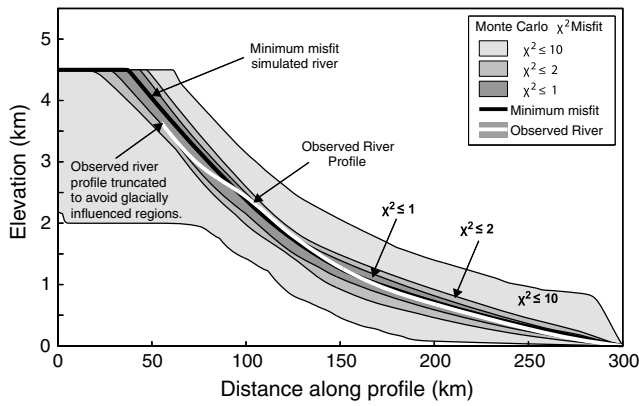 Monte Carlo χ² Misfit
χ² ≤ 10
χ² ≤ 2
χ² ≤ 1
Minimum misfit
Observed River
Minimum misfit
simulated river
Observed River
Profile
Observed river
profile truncated
to avoid glacially
influenced regions.
χ² ≤ 1
χ² ≤ 2
χ² ≤ 10
Elevation (km)
5
4
3
2
1
0
0
50
100
150
200
250
300
Distance along profile (km)